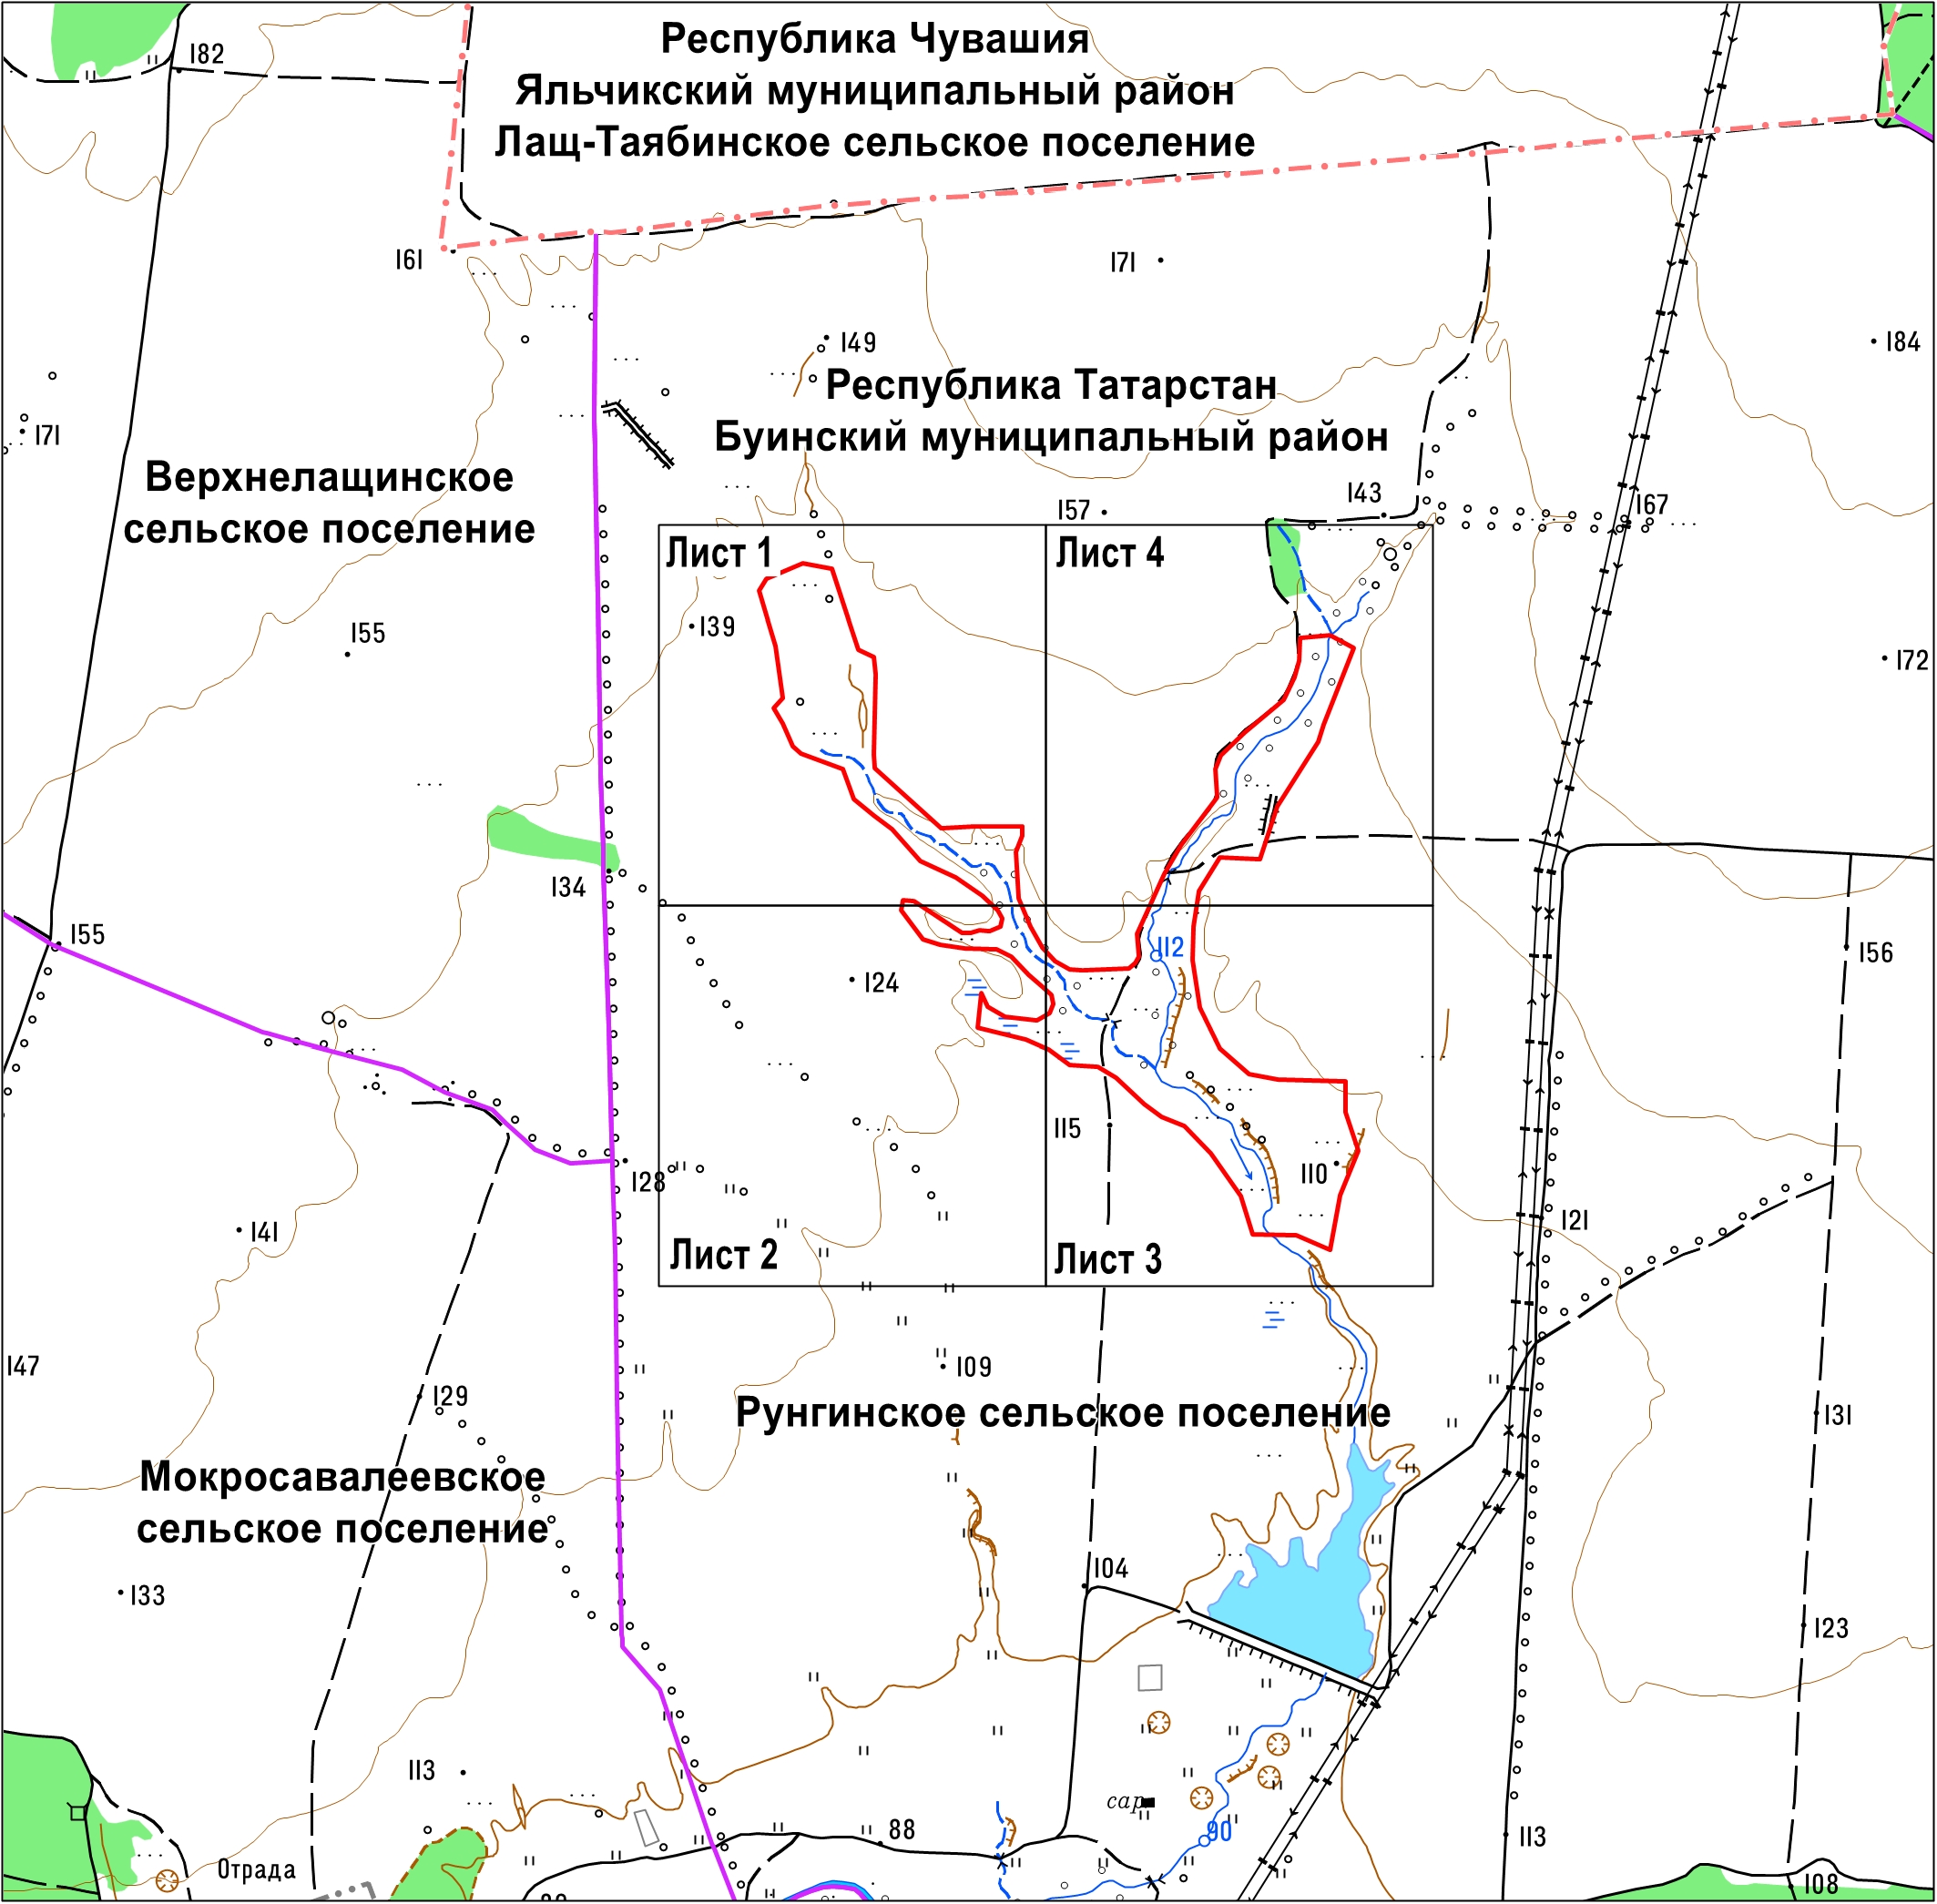 Республика Чувашия
Яльчикский муниципальный район
Лащ-Таябинское сельское поселение
182
161
171
149
184
Республика Татарстан
Буинский муниципальный район
171
Верхнелащинское
сельское поселение
157
143
167
Лист 1
Лист 4
139
155
172
134
155
112
156
124
115
110
128
141
121
Лист 2
Лист 3
147
109
129
131
Рунгинское сельское поселение
Мокросавалеевское
сельское поселение
133
104
123
113
сар
90
88
113
Отрада
108